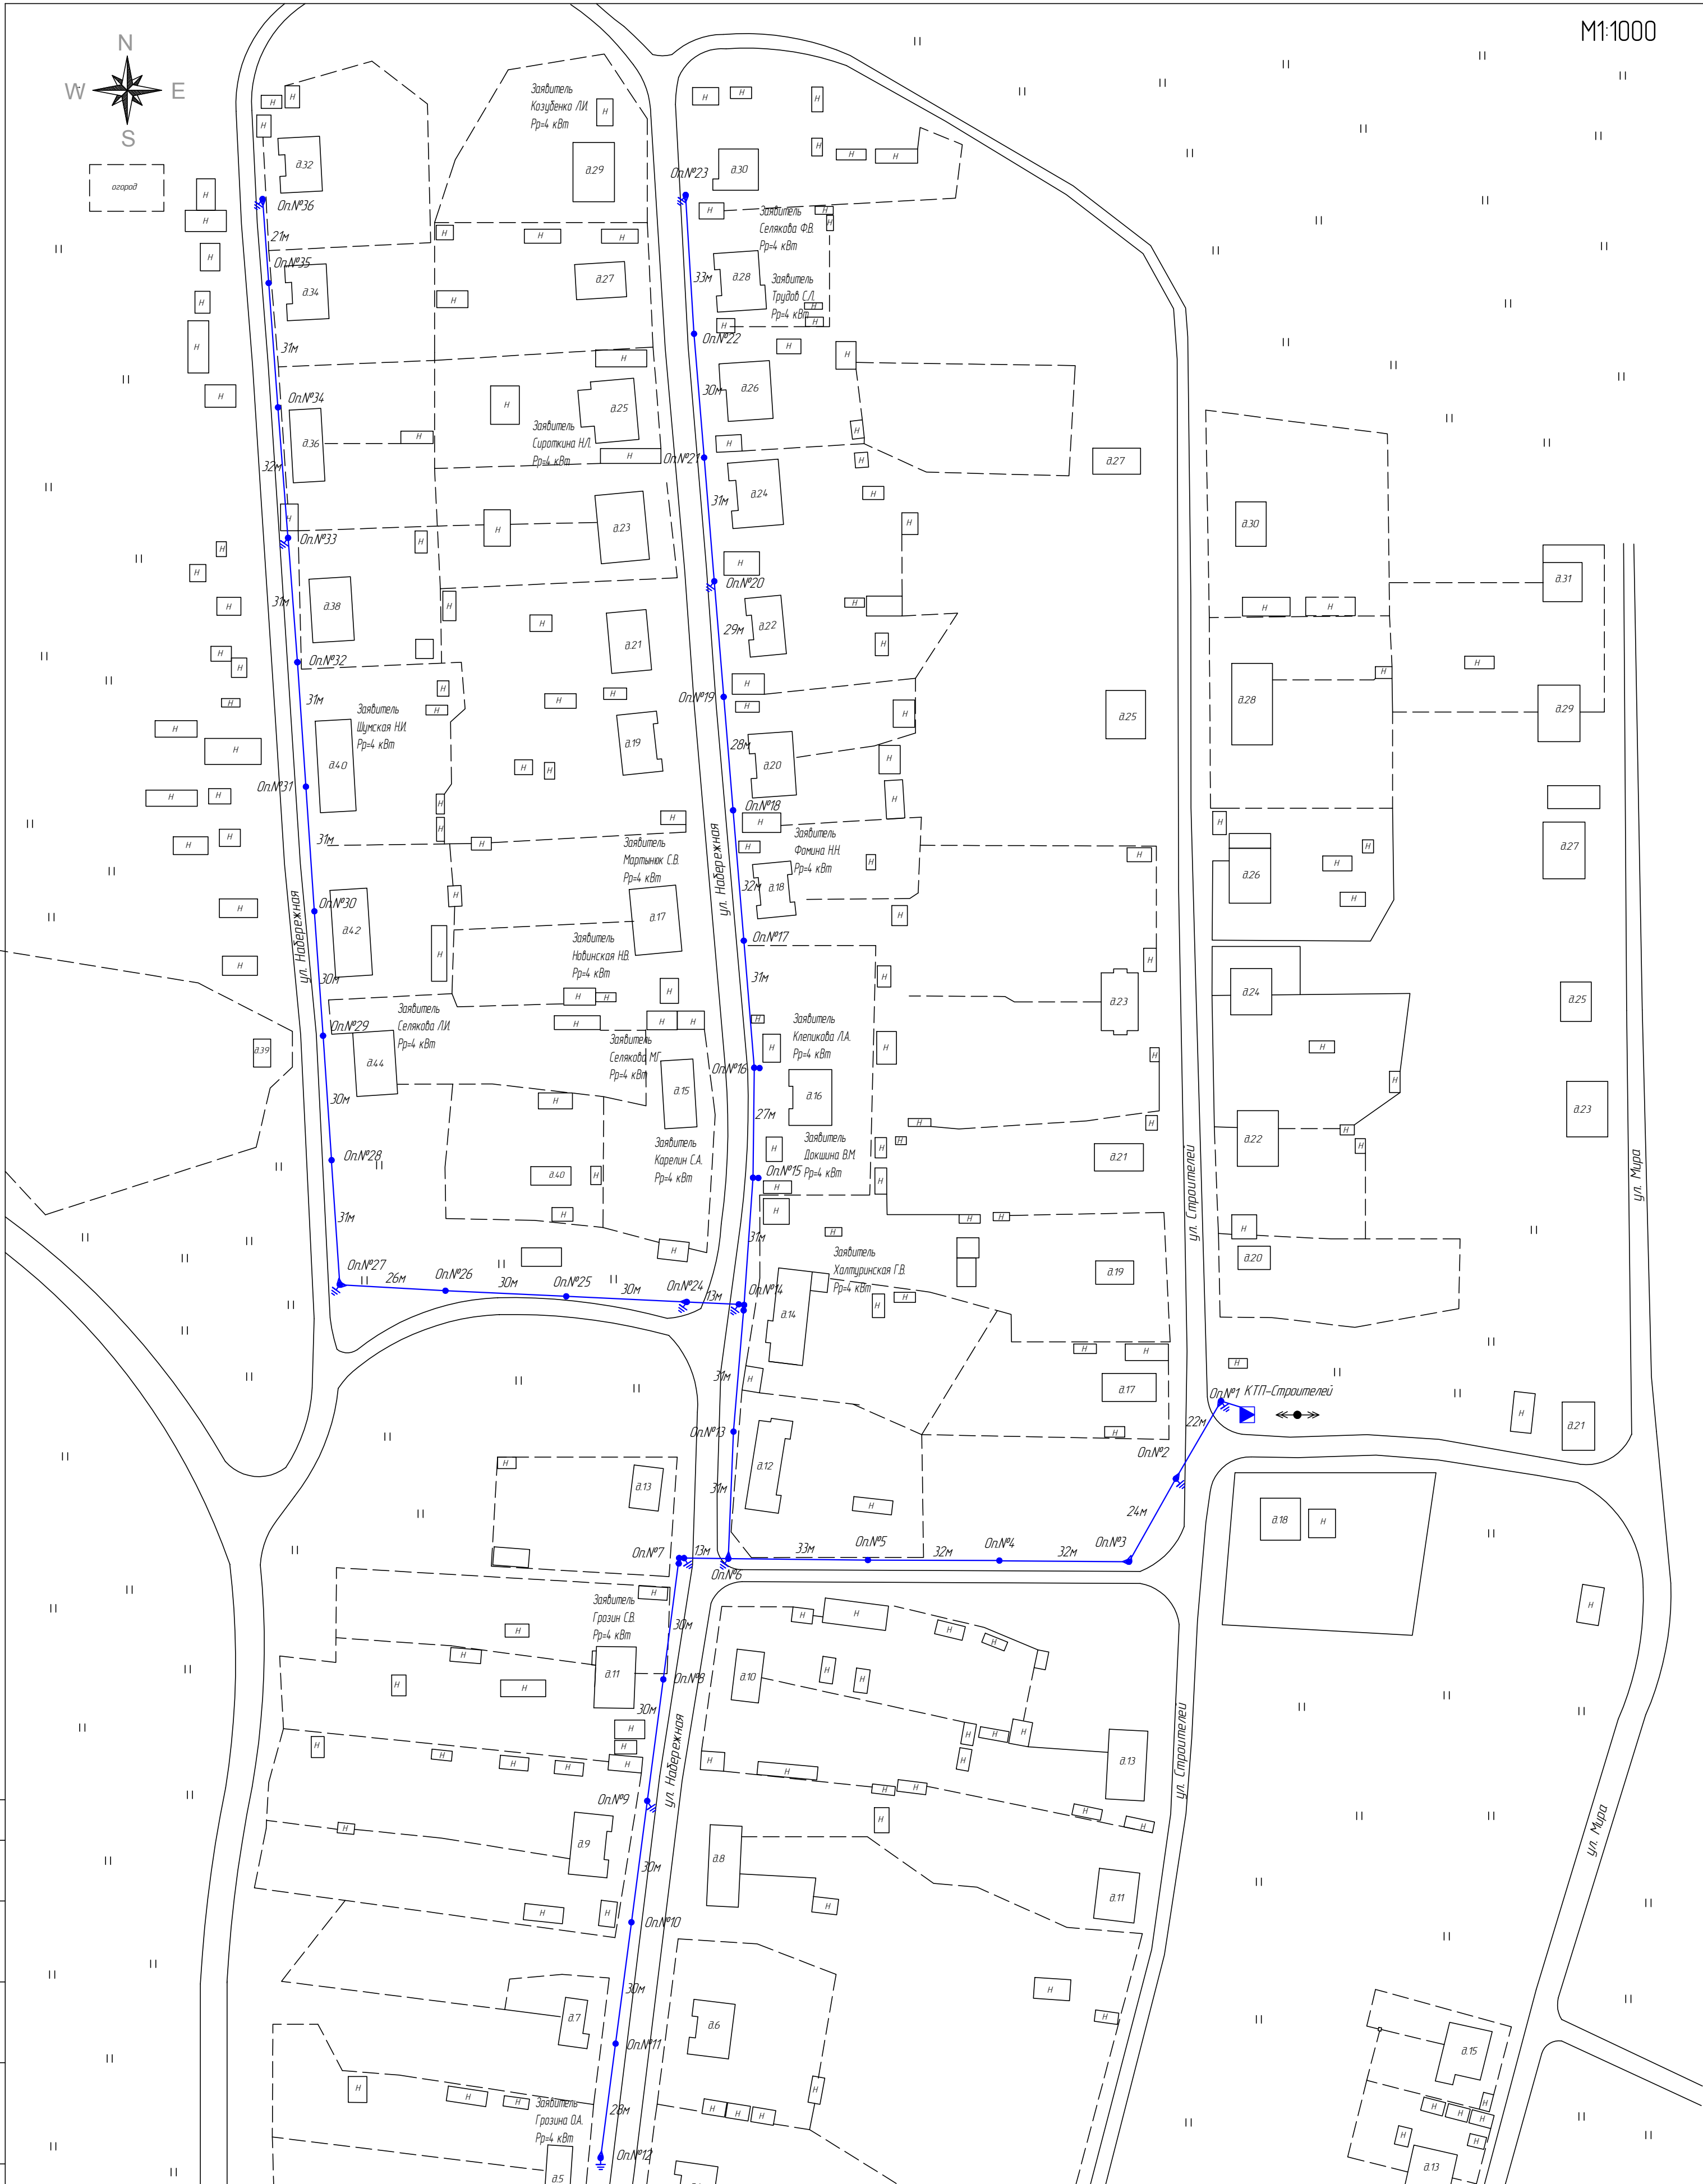 М1:1000
N
W
E
S
огород
Заявитель
Козубенко Л.И.
Рр=4 кВт
д.32
д.29
д.30
Оп.№23
Оп.№36
Заявитель
Селякова Ф.В.
Рр=4 кВт
21м
Оп.№35
д.34
д.27
33м
д.28
Заявитель
Трудов С.Л.
Рр=4 кВт
Оп.№22
31м
30м
д.26
Оп.№34
д.36
д.25
Заявитель
Сироткина Н.Л.
Рр=4 кВт
Оп.№21
д.27
32м
31м
д.24
д.30
д.23
Оп.№33
Оп.№20
д.31
31м
д.38
д.21
29м
д.22
Оп.№32
Оп.№19
31м
Заявитель
Шумская Н.И.
Рр=4 кВт
д.19
28м
д.20
д.25
д.28
д.29
д.40
Оп.№31
Оп.№18
31м
Заявитель
Мартынюк С.В.
Рр=4 кВт
ул. Набережная
Заявитель
Фомина Н.Н.
Рр=4 кВт
32м
д.18
д.26
д.27
Оп.№30
д.42
д.17
ул. Набережная
Заявитель
Новинская Н.В.
Рр=4 кВт
Оп.№17
30м
31м
д.23
д.24
д.25
Заявитель
Селякова Л.И.
Рр=4 кВт
Оп.№29
Заявитель
Селякова М.Г.
Рр=4 кВт
Заявитель
Клепикова Л.А.
Рр=4 кВт
д.39
д.44
Оп.№16
д.15
д.16
30м
27м
д.23
Заявитель
Карелин С.А.
Рр=4 кВт
Заявитель
Докшина В.М.
Рр=4 кВт
д.22
д.21
Оп.№28
д.40
Оп.№15
ул. Строителей
ул. Мира
31м
31м
Заявитель
Халтуринская Г.В.
Рр=4 кВт
д.19
д.20
Оп.№27
26м
Оп.№26
30м
Оп.№25
30м
Оп.№24
13м
Оп.№14
д.14
31м
д.17
Оп.№1
КТП-Строителей
22м
Оп.№13
д.21
Оп.№2
д.12
д.13
31м
24м
д.18
Оп.№7
13м
Оп.№6
33м
Оп.№5
32м
Оп.№4
32м
Оп.№3
Заявитель
Грозин С.В.
Рр=4 кВт
30м
д.11
Оп.№8
д.10
30м
ул. Набережная
ул. Строителей
д.13
Оп.№9
ул. Мира
д.9
30м
д.8
д.11
Оп.№10
30м
д.7
д.6
Оп.№11
д.15
28м
Заявитель
Грозина О.А.
Рр=4 кВт
Оп.№12
д.5
д.13